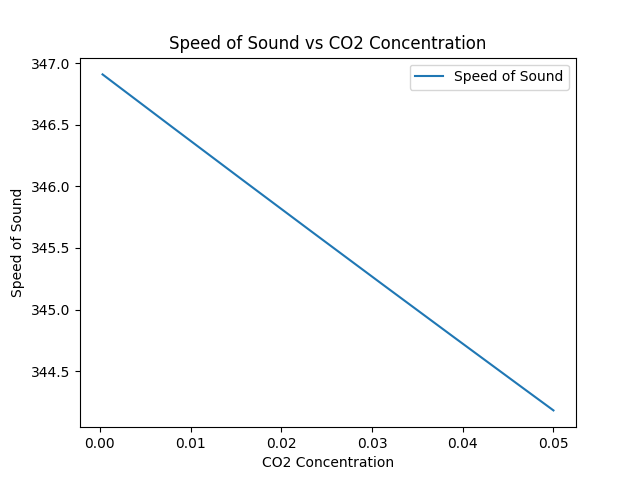 Speed of Sound vs CO2 Concentration
Speed of Sound
347.0
346.5
346.0
345.5
345.0
344.5
Speed of Sound
0.00 0.01 0.02 0.03 0.04 0.05
CO2 Concentration